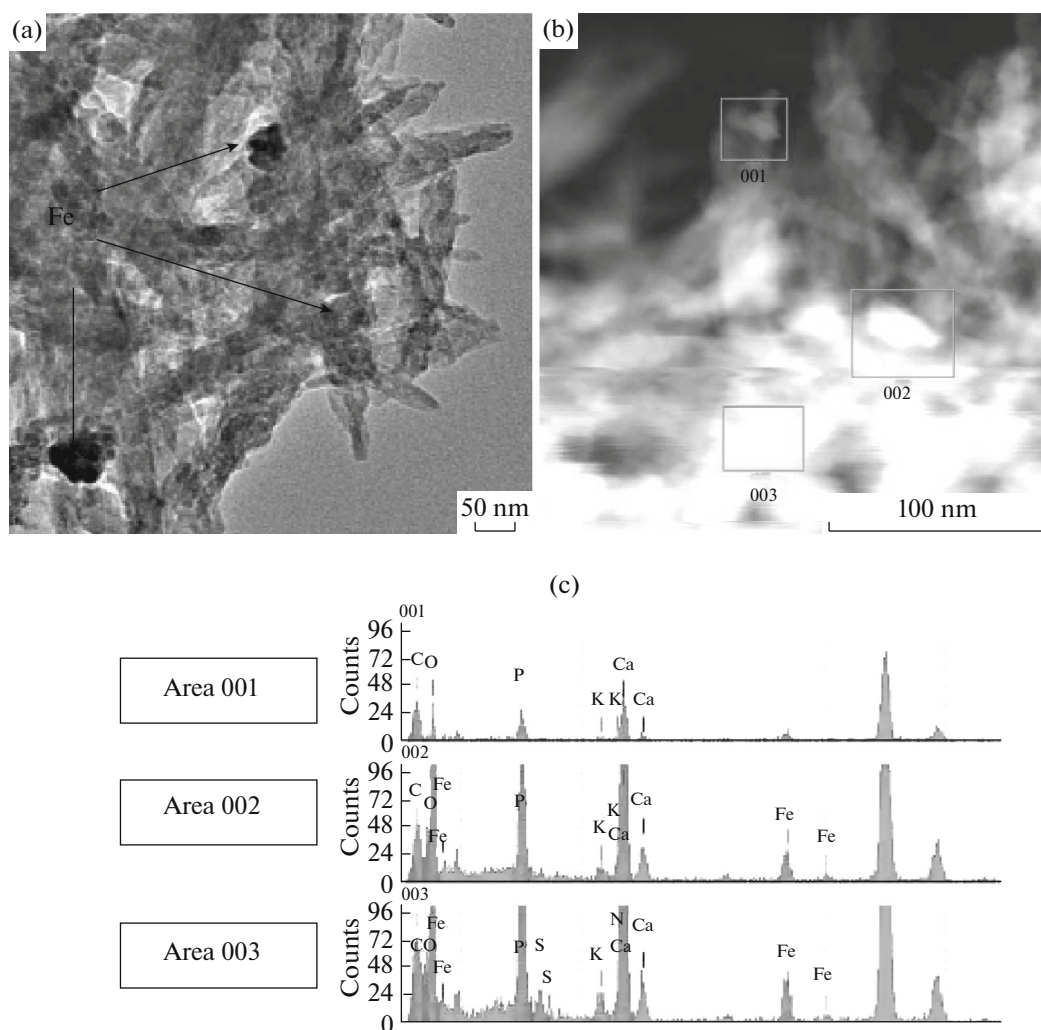 (a)
Fe
50 nm
(b)
001
002
003
100 nm
(c)
Area 001
Counts
001
96
72
48
24
0
C O P K K Ca Ca
Area 002
Counts
002
96
72
48
24
0
C O Fe Fe P K K Ca Ca Fe Fe
Area 003
Counts
003
96
72
48
24
0
C O Fe Fe P S S K N Ca Ca Fe Fe